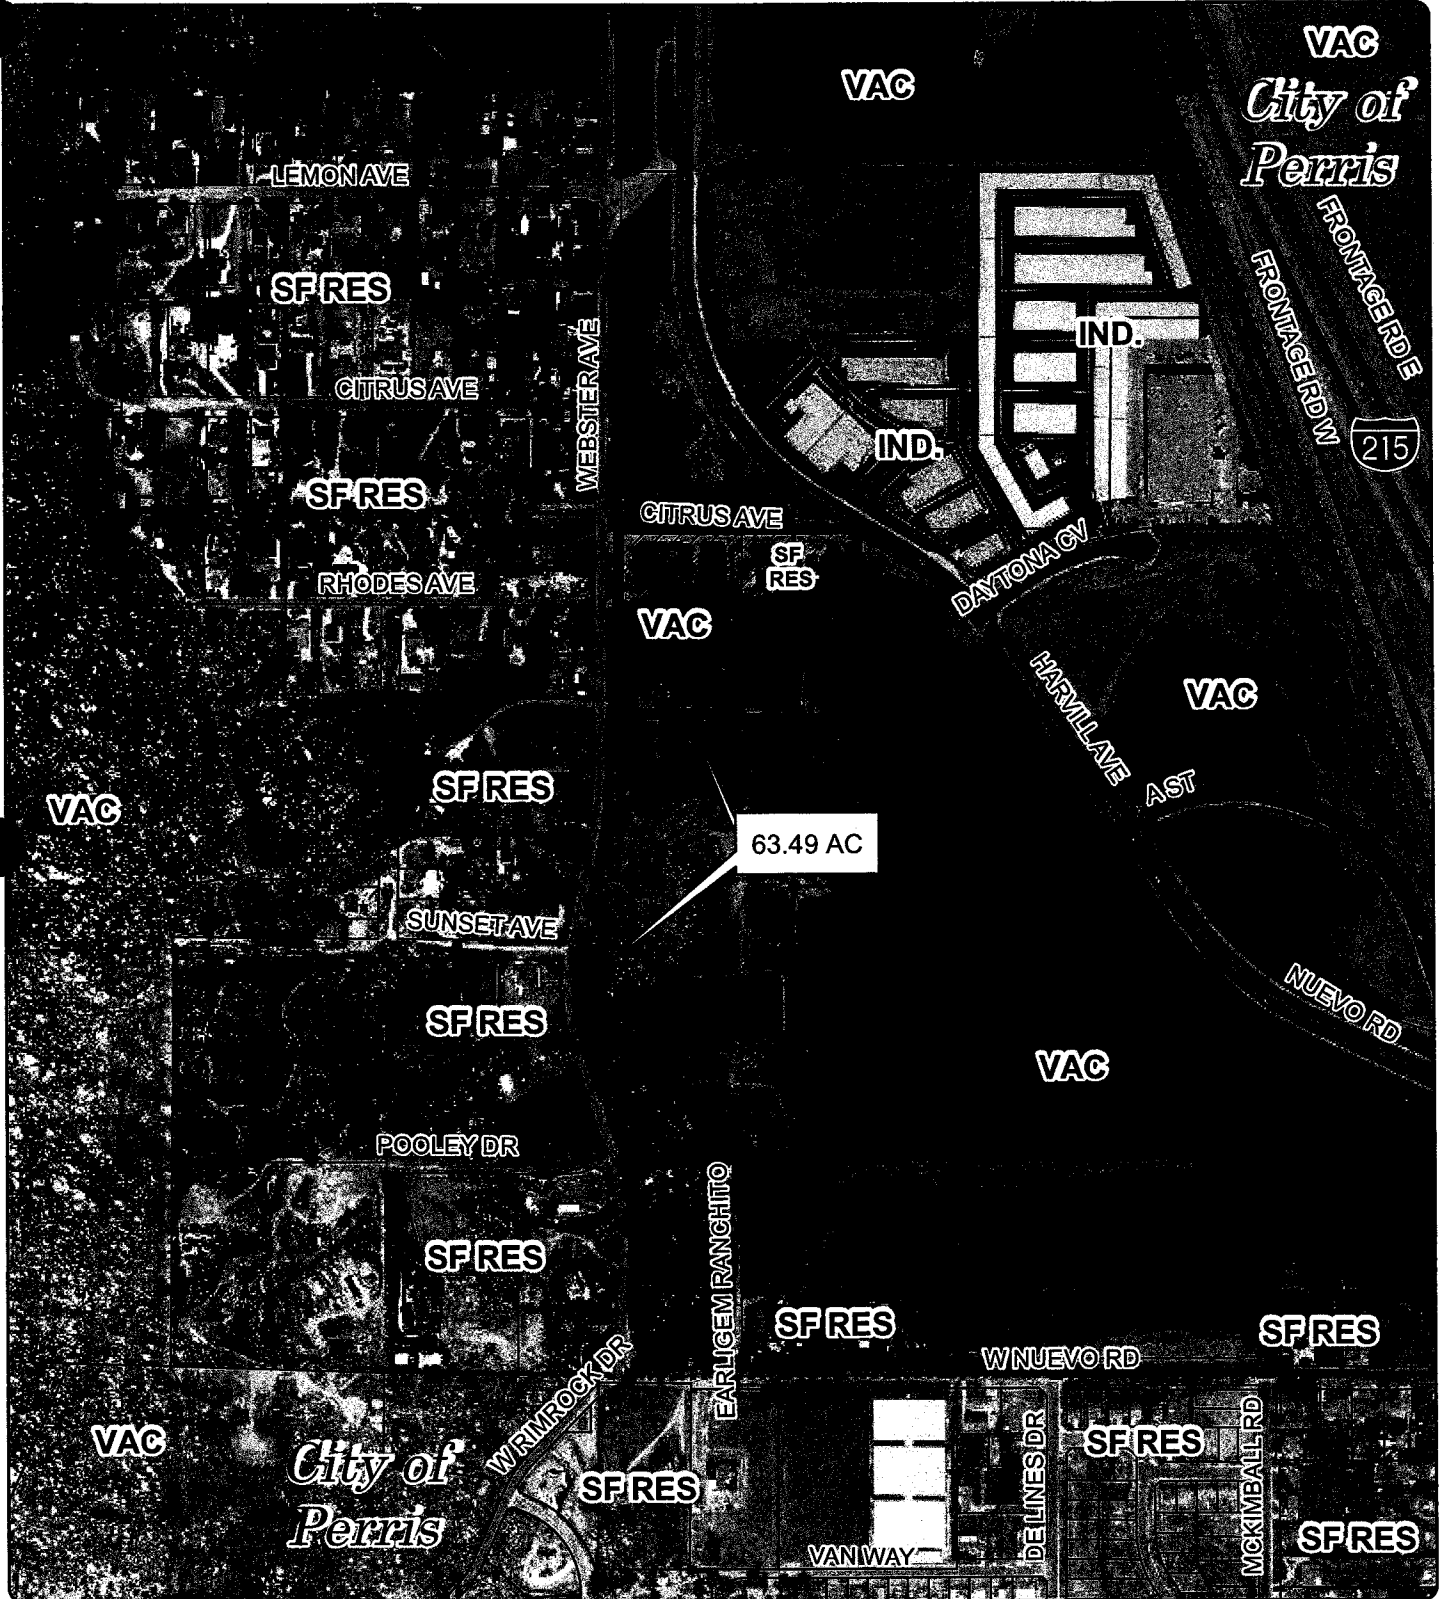 VAC
City of
Perris
VAC
LEMON AVE
FRONTAGE RD E
FRONTAGE RD W
SF RES
IND.
WEBSTER AVE
CITRUS AVE
215
IND.
SF RES
CITRUS AVE
SF
RES
DAYTONA CV
RHODES AVE
VAC
HARVILL AVE
VAC
SF RES
A ST
VAC
63.49 AC
SUNSET AVE
NUEVO RD
SF RES
VAC
POOLEY DR
EARLIGEM RANCHITO
SF RES
SF RES
SF RES
W NUEVO RD
W RIMROCK DR
VAC
City of
Perris
SF RES
DE LINES DR
SF RES
MCKIMBALL RD
SF RES
VAN WAY